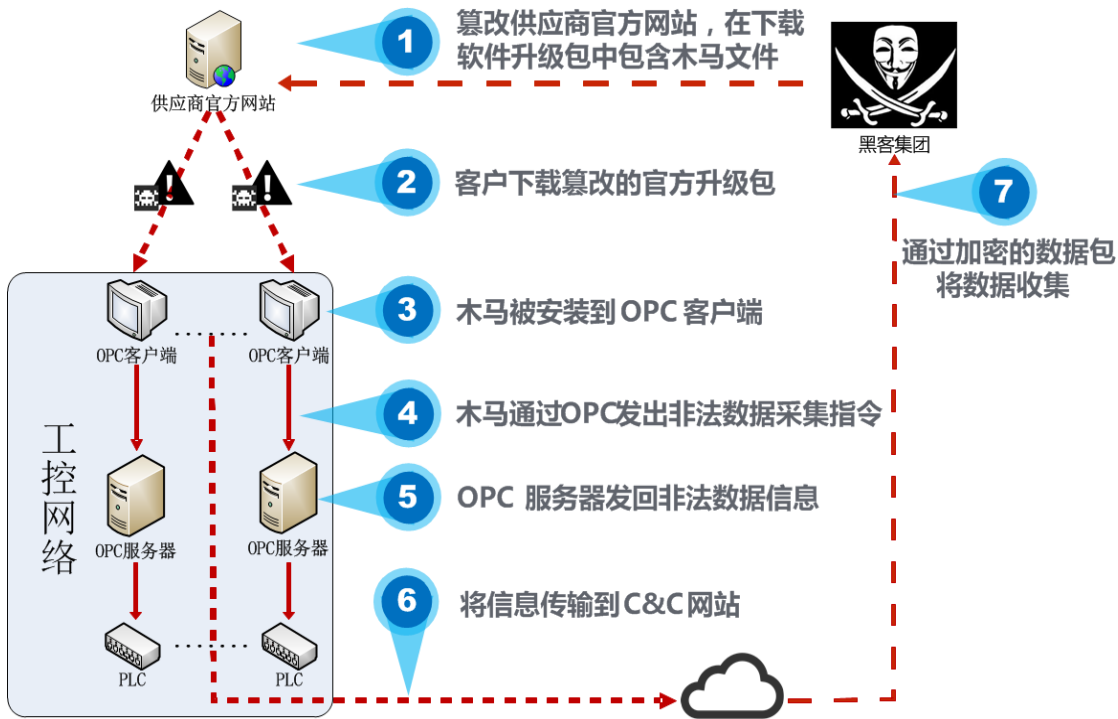 1
篡改供应商官方网站，在下载
软件升级包中包含木马文件
供应商官方网站
黑客集团
2
客户下载篡改的官方升级包
7
通过加密的数据包
将数据收集
3
木马被安装到 OPC 客户端
OPC客户端
OPC客户端
4
木马通过OPC发出非法数据采集指令
工控网络
5
OPC 服务器发回非法数据信息
OPC服务器
OPC服务器
6
将信息传输到 C&C 网站
PLC
PLC